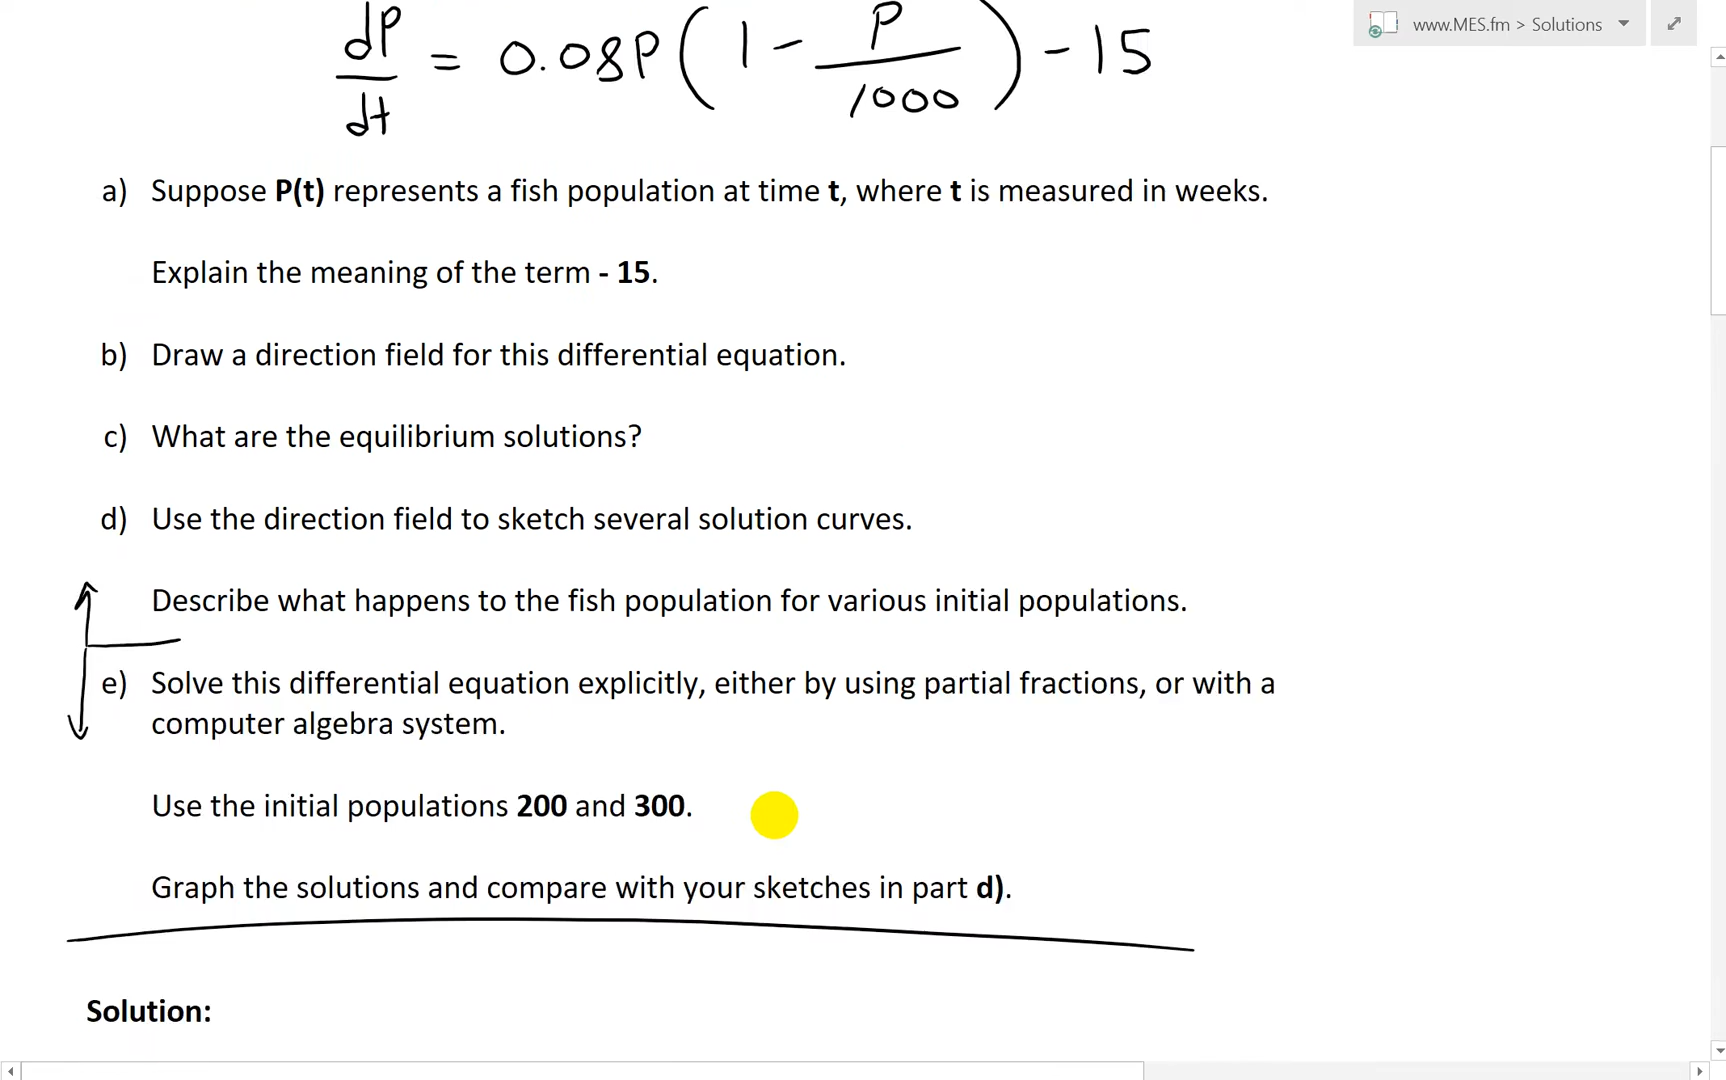 www.MES.fm > Solutions
dP/dt = 0.08P(1 - P/1000) - 15
a) Suppose P(t) represents a fish population at time t, where t is measured in weeks.
Explain the meaning of the term - 15.
b) Draw a direction field for this differential equation.
c) What are the equilibrium solutions?
d) Use the direction field to sketch several solution curves.
Describe what happens to the fish population for various initial populations.
e) Solve this differential equation explicitly, either by using partial fractions, or with a
computer algebra system.
Use the initial populations 200 and 300.
Graph the solutions and compare with your sketches in part d).
Solution: